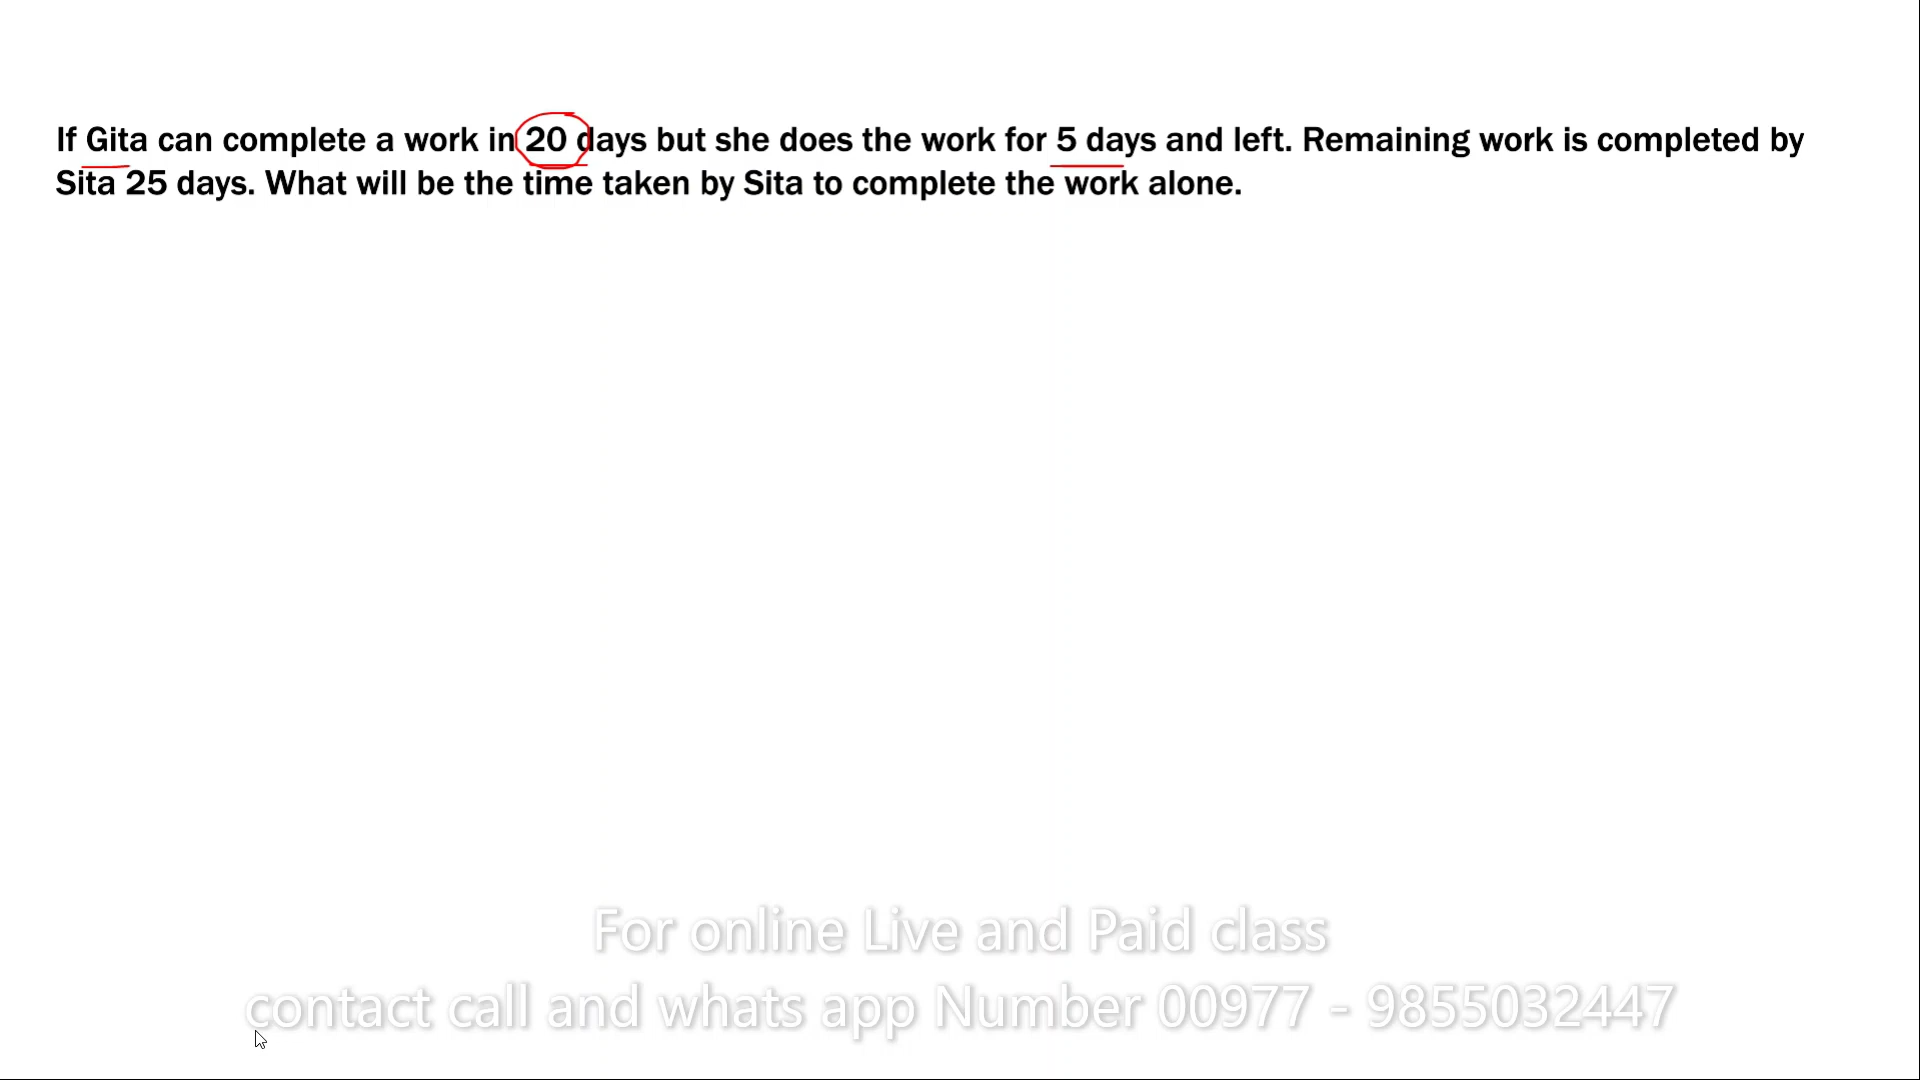 If Gita can complete a work in 20 days but she does the work for 5 days and left. Remaining work is completed by
Sita 25 days. What will be the time taken by Sita to complete the work alone.
For online Live and Paid class
contact call and whats app Number 00977 - 9855032447